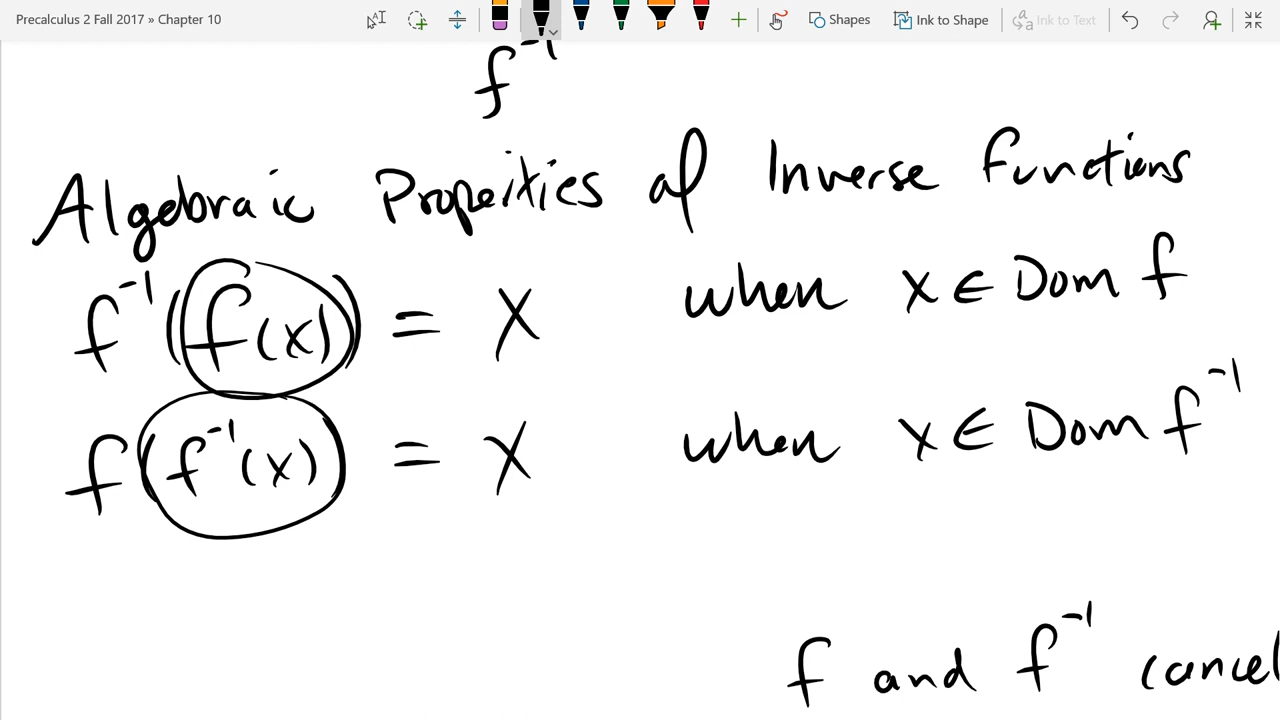 Precalculus 2 Fall 2017 » Chapter 10
Shapes
Ink to Shape
Ink to Text
f⁻¹
Algebraic Properities of Inverse Functions
f⁻¹(f(x)) = x when x ∈ Dom f
f(f⁻¹(x)) = x when x ∈ Dom f⁻¹
f and f⁻¹ cancel